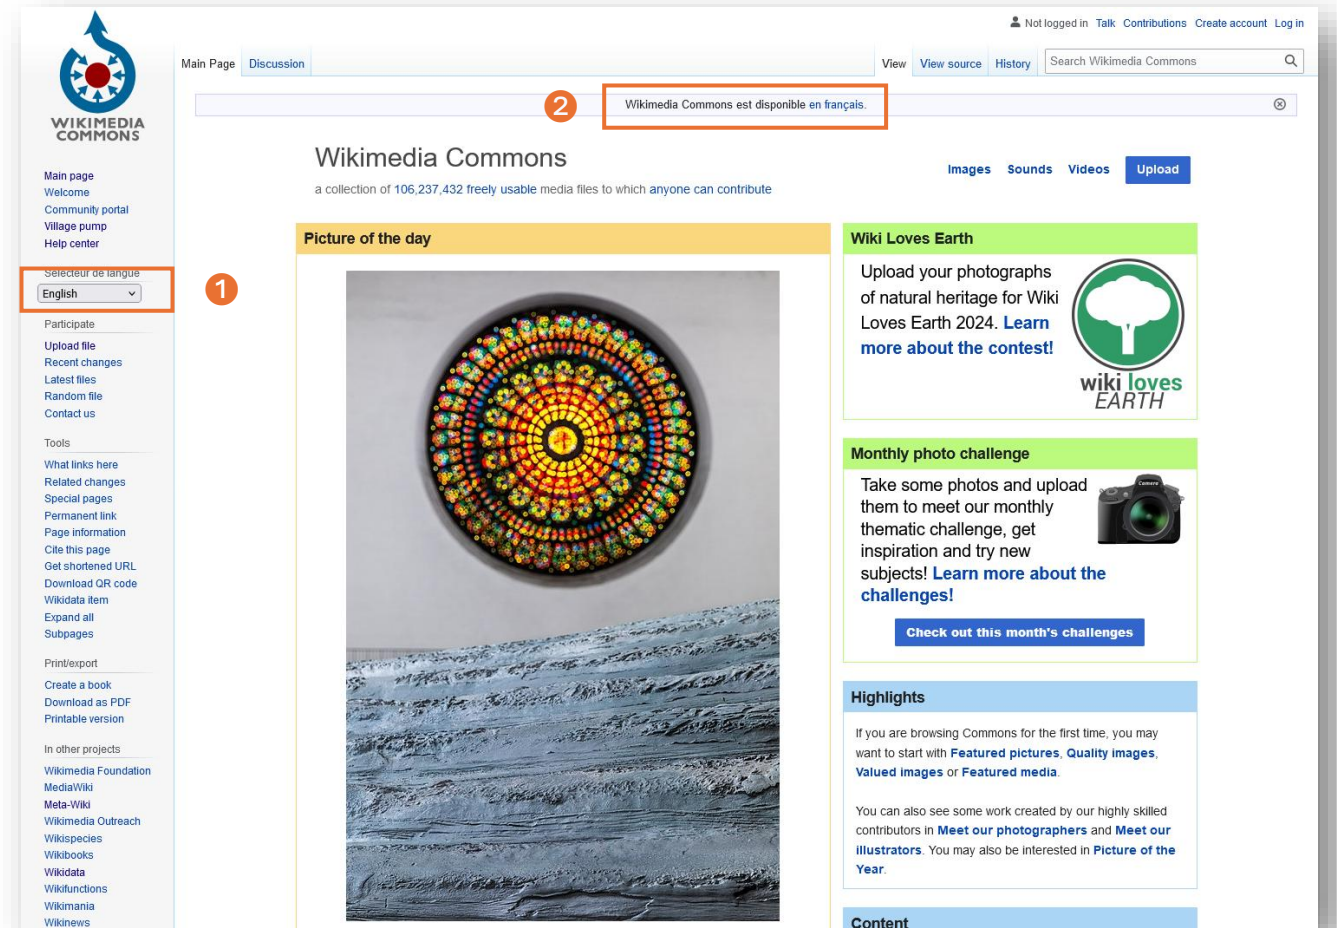 Not logged in Talk Contributions Create account Log in
Main Page Discussion View View source History Search Wikimedia Commons
2 Wikimedia Commons est disponible en français.
WIKIMEDIA
COMMONS
Main page
Welcome
Community portal
Village pump
Help center
Sélecteur de langue
English
1
Participate
Upload file
Recent changes
Latest files
Random file
Contact us
Tools
What links here
Related changes
Special pages
Permanent link
Page information
Cite this page
Get shortened URL
Download QR code
Wikidata item
Expand all
Subpages
Print/export
Create a book
Download as PDF
Printable version
In other projects
Wikimedia Foundation
MediaWiki
Meta-Wiki
Wikimedia Outreach
Wikispecies
Wikibooks
Wikidata
Wikifunctions
Wikimania
Wikinews
Wikimedia Commons
a collection of 106,237,432 freely usable media files to which anyone can contribute
Images Sounds Videos Upload
Picture of the day
Wiki Loves Earth
Upload your photographs
of natural heritage for Wiki
Loves Earth 2024. Learn
more about the contest!
wiki loves
EARTH
Monthly photo challenge
Take some photos and upload
them to meet our monthly
thematic challenge, get
inspiration and try new
subjects! Learn more about the
challenges!
Camera
Check out this month's challenges
Highlights
If you are browsing Commons for the first time, you may
want to start with Featured pictures, Quality images,
Valued images or Featured media.
You can also see some work created by our highly skilled
contributors in Meet our photographers and Meet our
illustrators. You may also be interested in Picture of the
Year.
Content